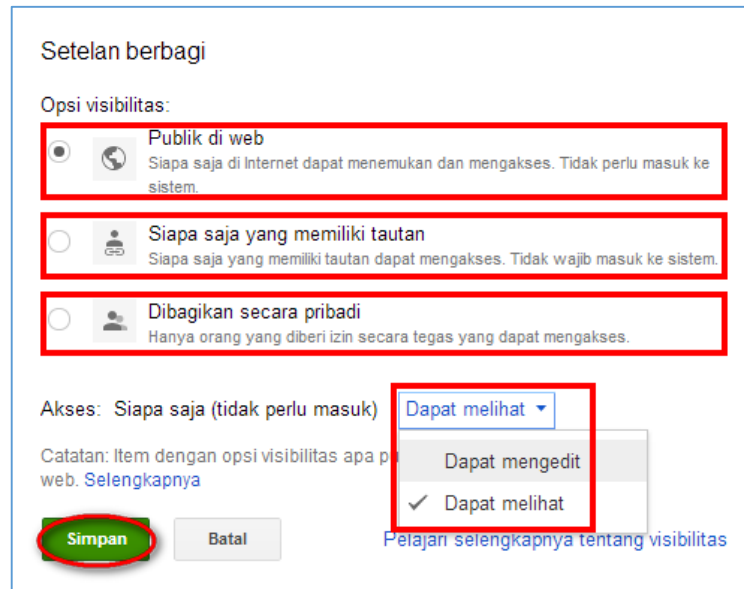 Setelan berbagi
Opsi visibilitas:
Publik di web
Siapa saja di Internet dapat menemukan dan mengakses. Tidak perlu masuk ke
sistem.
Siapa saja yang memiliki tautan
Siapa saja yang memiliki tautan dapat mengakses. Tidak wajib masuk ke sistem.
Dibagikan secara pribadi
Hanya orang yang diberi izin secara tegas yang dapat mengakses.
Akses: Siapa saja (tidak perlu masuk) Dapat melihat
Catatan: Item dengan opsi visibilitas apa
Dapat mengedit
web. Selengkapnya
Dapat melihat
Simpan Batal Pelajari selengkapnya tentang visibilitas